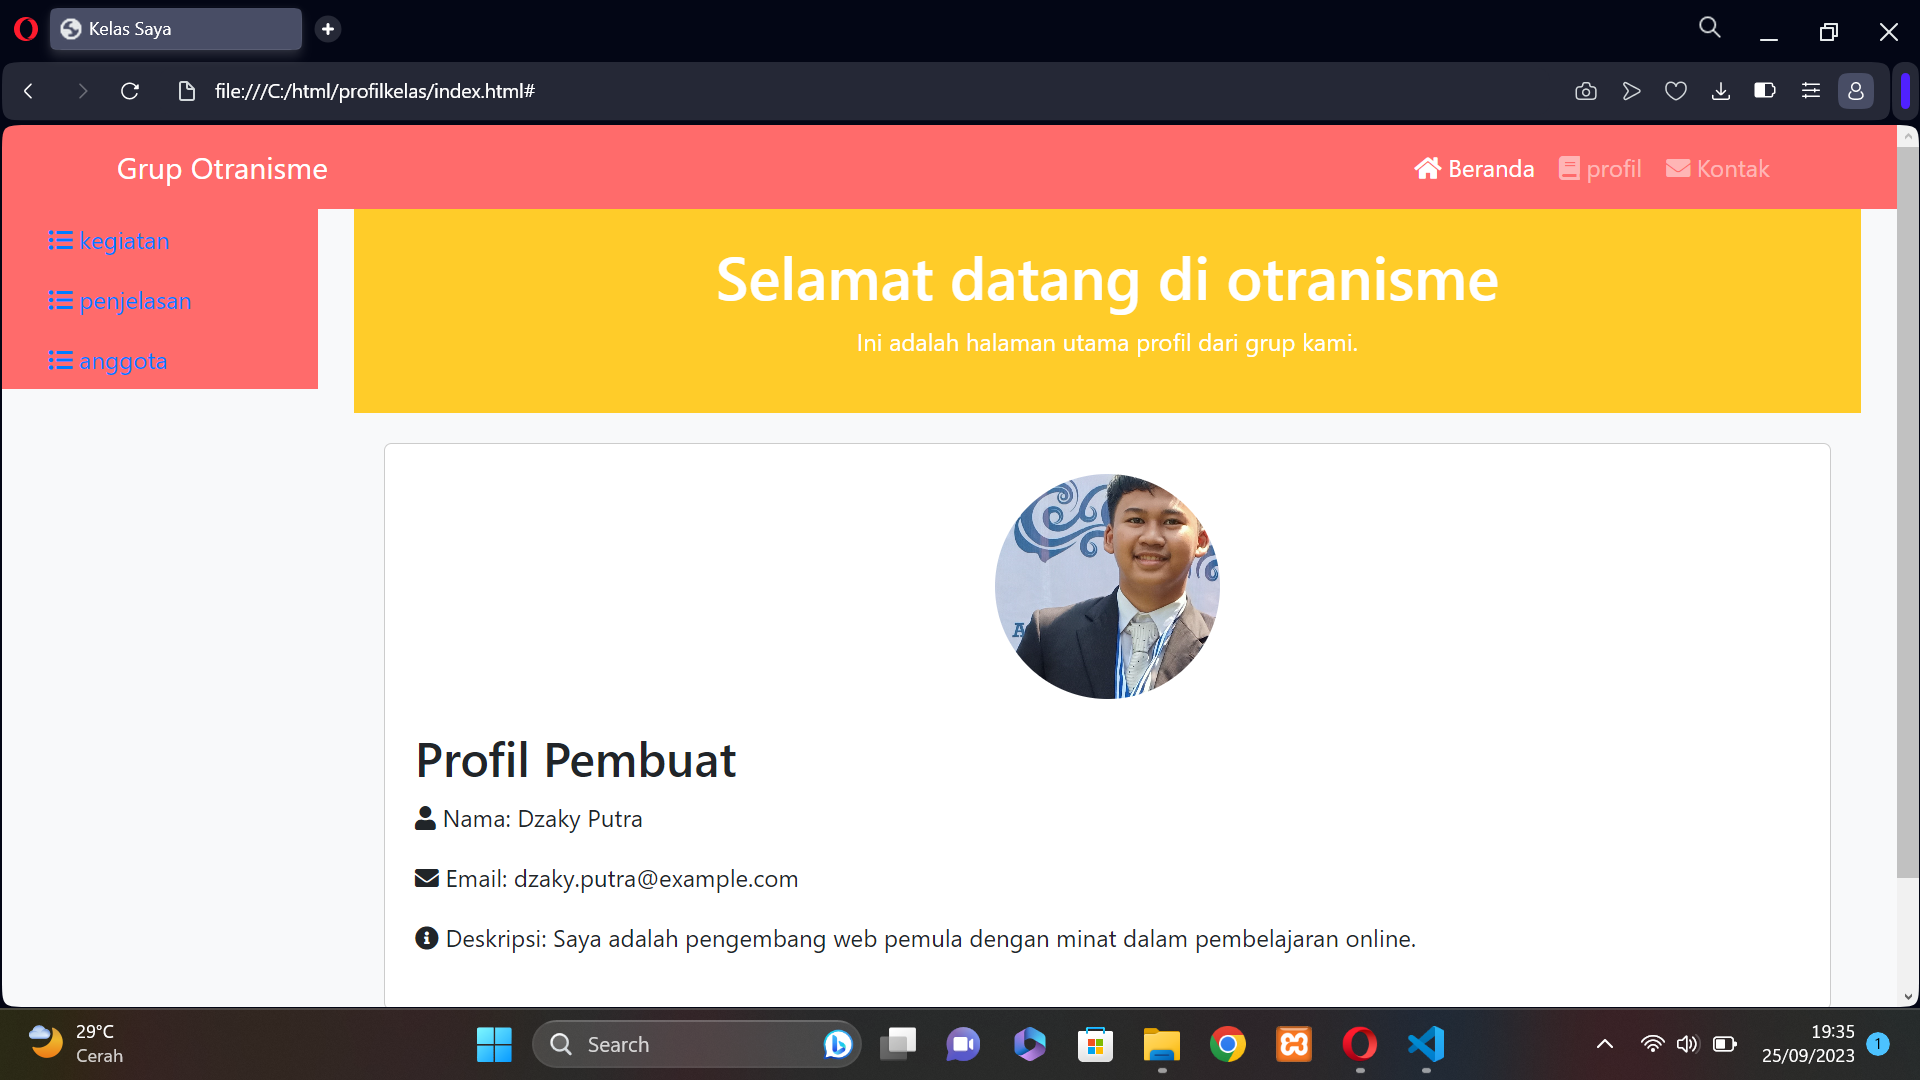 Kelas Saya
file:///C:/html/profilkelas/index.html#
Grup Otranisme
Beranda profil Kontak
kegiatan
penjelasan
anggota
Selamat datang di otranisme
Ini adalah halaman utama profil dari grup kami.
A
Profil Pembuat
Nama: Dzaky Putra
Email: dzaky.putra@example.com
Deskripsi: Saya adalah pengembang web pemula dengan minat dalam pembelajaran online.
29°C
Cerah
Search
19:35
25/09/2023
1